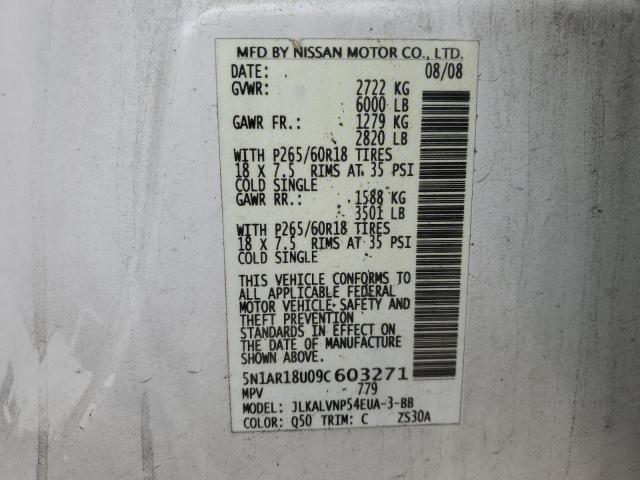 MFD BY NISSAN MOTOR CO., LTD.
DATE: 08/08
GVWR: 2722 KG
6000 LB
GAWR FR.: 1279 KG
2820 LB
WITH P265/60R18 TIRES
18 X 7.5 RIMS AT 35 PSI
COLD SINGLE
GAWR RR.: 1588 KG
3501 LB
WITH P265/60R18 TIRES
18 X 7.5 RIMS AT 35 PSI
COLD SINGLE
THIS VEHICLE CONFORMS TO
ALL APPLICABLE FEDERAL
MOTOR VEHICLE SAFETY AND
THEFT PREVENTION
STANDARDS IN EFFECT ON
THE DATE OF MANUFACTURE
SHOWN ABOVE.
5N1AR18U09C603271
MPV 779
MODEL: JLKALVNP54EUA-3-BB
COLOR: Q50 TRIM: C ZS30A